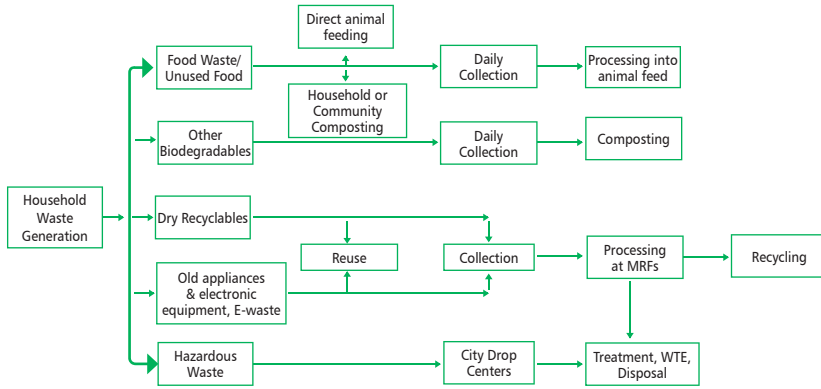 Direct animal
feeding
Food Waste/
Unused Food
Daily
Collection
Processing into
animal feed
Household or
Community
Composting
Other
Biodegradables
Daily
Collection
Composting
Household
Waste
Generation
Dry Recyclables
Reuse
Collection
Processing
at MRFs
Recycling
Old appliances
& electronic
equipment, E-waste
Hazardous
Waste
City Drop
Centers
Treatment, WTE,
Disposal